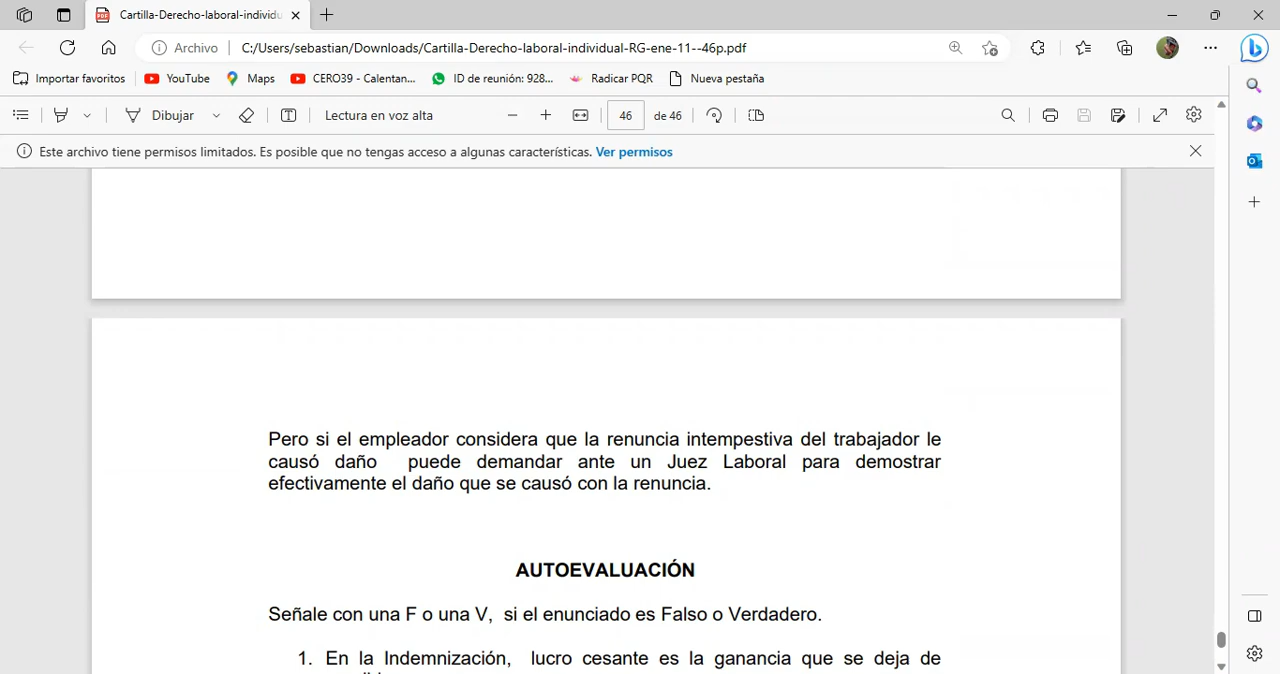 Cartilla-Derecho-laboral-individu
Archivo C:/Users/sebastian/Downloads/Cartilla-Derecho-laboral-individual-RG-ene-11--46p.pdf
Importar favoritos YouTube Maps CERO39 - Calentan... ID de reunión: 928... Radicar PQR Nueva pestaña
Dibujar Lectura en voz alta 46 de 46
Este archivo tiene permisos limitados. Es posible que no tengas acceso a algunas características. Ver permisos
Pero si el empleador considera que la renuncia intempestiva del trabajador le
causó daño puede demandar ante un Juez Laboral para demostrar
efectivamente el daño que se causó con la renuncia.
AUTOEVALUACIÓN
Señale con una F o una V, si el enunciado es Falso o Verdadero.
1. En la Indemnización, lucro cesante es la ganancia que se deja de